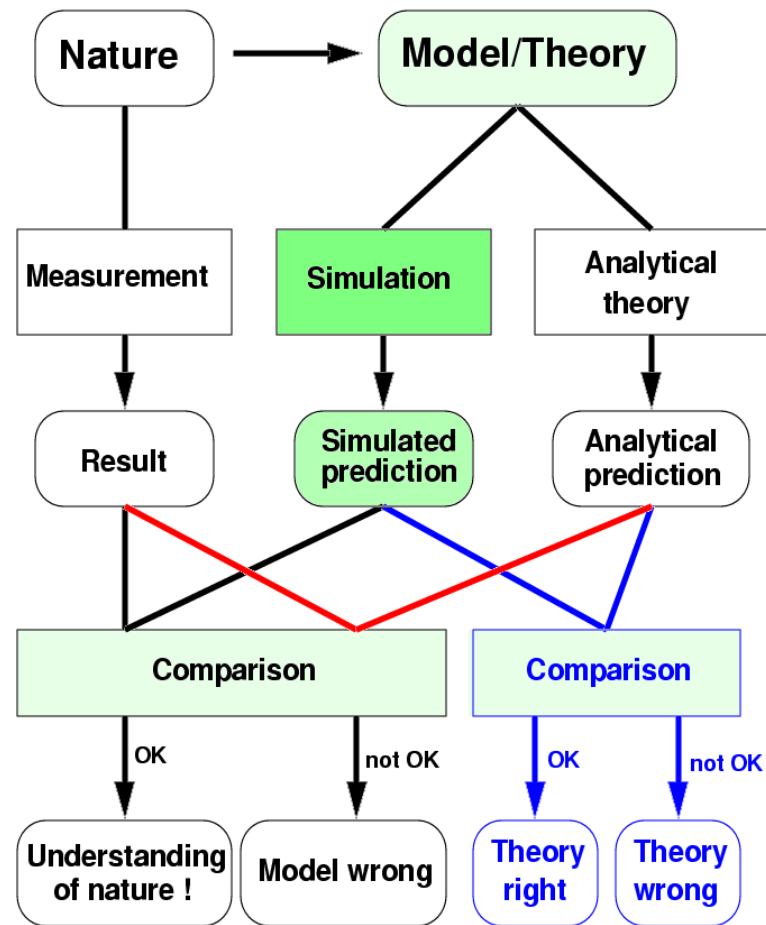 Nature
Model/Theory
Measurement
Simulation
Analytical
theory
Result
Simulated
prediction
Analytical
prediction
Comparison
Comparison
OK
not OK
OK
not OK
Understanding
of nature !
Model wrong
Theory
right
Theory
wrong